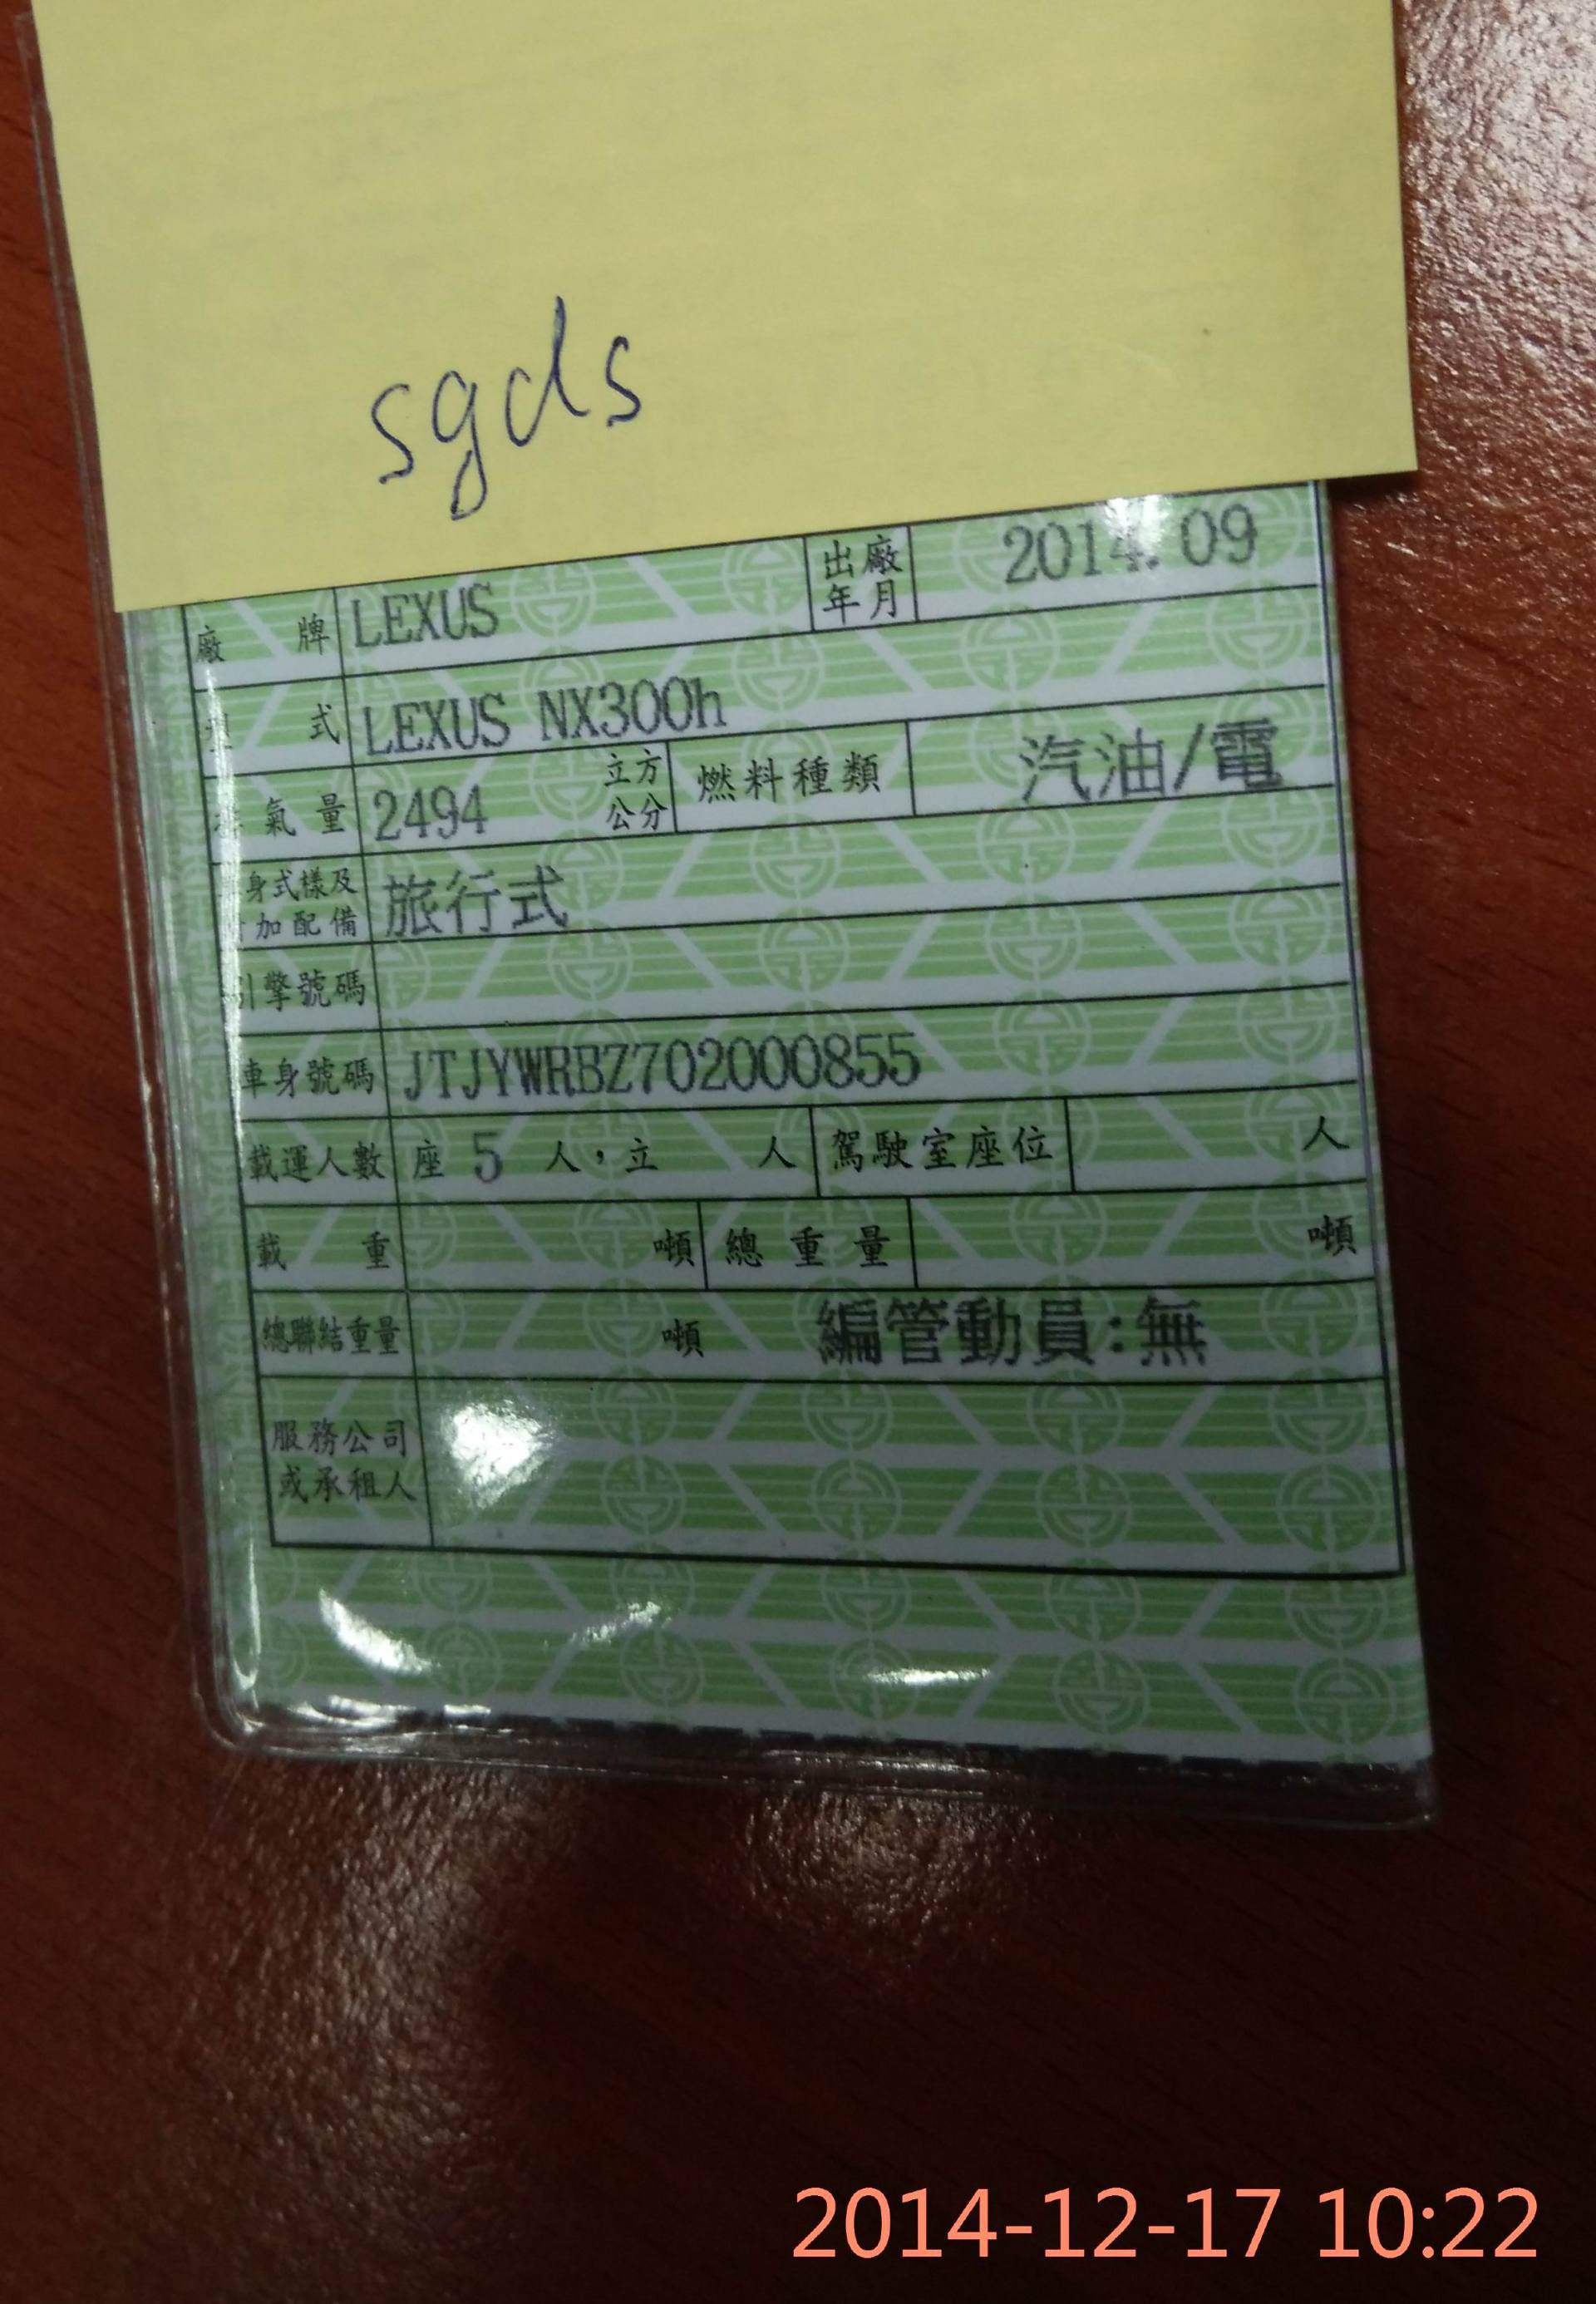 sgds
廠牌 LEXUS 出廠年月 2014.09
型式 LEXUS NX300h
氣量 2494 立方公分 燃料種類 汽油/電
身式樣及加配備 旅行式
引擎號碼
車身號碼 JTJYWRBZ702000855
載運人數 座 5 人，立 人 駕駛室座位 人
載重 噸 總重量 噸
總聯結重量 噸 編管動員:無
服務公司或承租人
2014-12-17 10:22